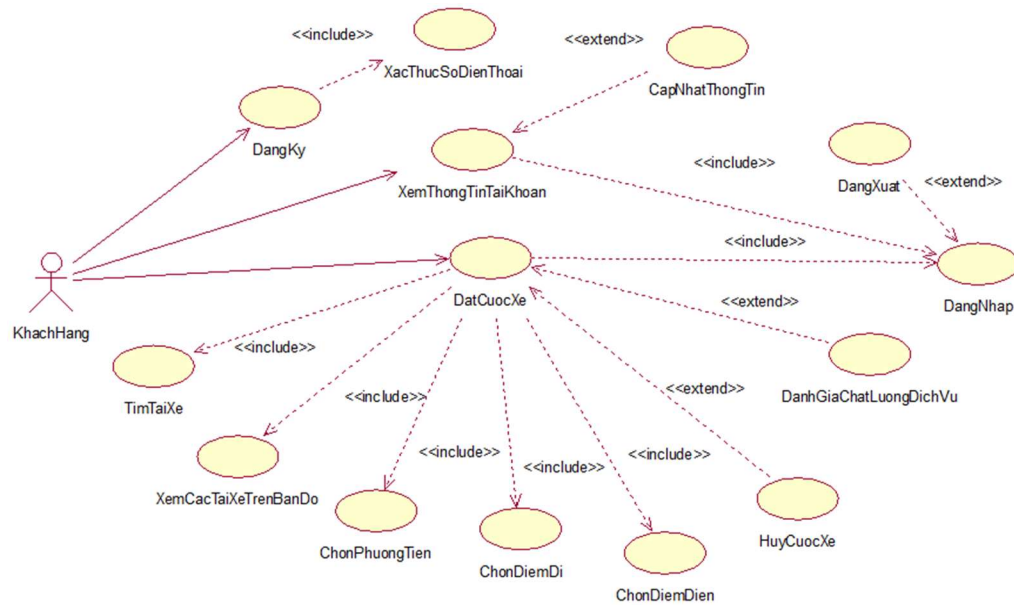 <<include>>
XacThucSoDienThoai
<<extend>>
CapNhatThongTin
DangKy
<<include>>
XemThongTinTaiKhoan
DangXuat
<<extend>>
<<include>>
KhachHang
DatCuocXe
DangNhap
<<extend>>
<<include>>
TimTaiXe
DanhGiaChatLuongDichVu
<<include>>
<<extend>>
<<include>>
<<include>>
<<include>>
XemCacTaiXeTrenBanDo
ChonPhuongTien
ChonDiemDi
HuyCuocXe
ChonDiemDien